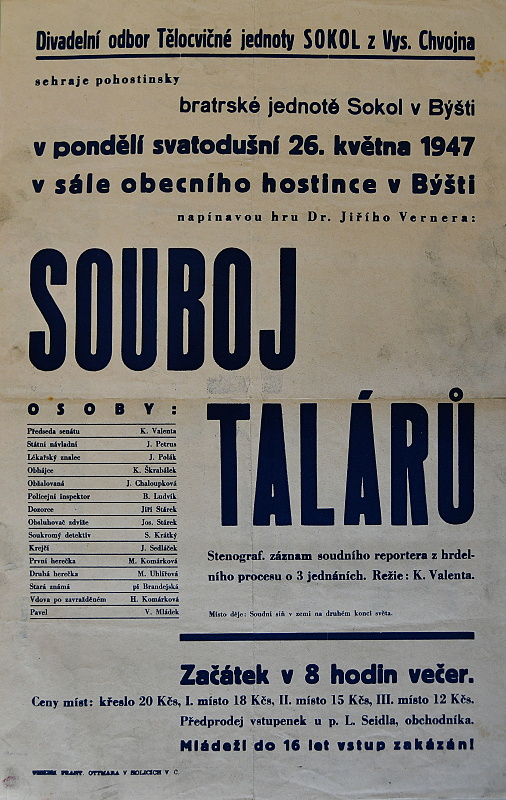 Divadelní odbor Tělocvičné jednoty SOKOL z Vys. Chvojna
sehraje pohostinsky
bratrské jednotě Sokol v Býšti
v pondělí svatodušní 26. května 1947
v sále obecního hostince v Býšti
napínavou hru Dr. Jiřího Vernera:
SOUBOJ
TALÁRŮ
OSOBY:
Předseda senátu K. Valenta
Státní návladní J. Petrus
Lékařský znalec J. Polák
Obhájce K. Škrabálek
Obžalovaná J. Chaloupková
Policejní inspektor B. Ludvík
Dozorce Jiří Stárek
Obsluhovač zdviže Jos. Stárek
Soukromý detektiv S. Krátký
Krejčí J. Sedláček
První herečka M. Komárková
Druhá herečka M. Uhlířová
Stará známá pí Brandejská
Vdova po zavražděném H. Komárková
Pavel V. Mládek
Stenograf. záznam soudního reportera z hrdel-
ního procesu o 3 jednáních. Režie: K. Valenta.
Místo děje: Soudní síň v zemi na druhém konci světa.
Začátek v 8 hodin večer.
Ceny míst: křeslo 20 Kčs, I. místo 18 Kčs, II. místo 15 Kčs, III. místo 12 Kčs.
Předprodej vstupenek u p. L. Seidla, obchodníka.
Mládeži do 16 let vstup zakázán!
TISKEM FRANT. OTTMARA V HOLICÍCH V Č.